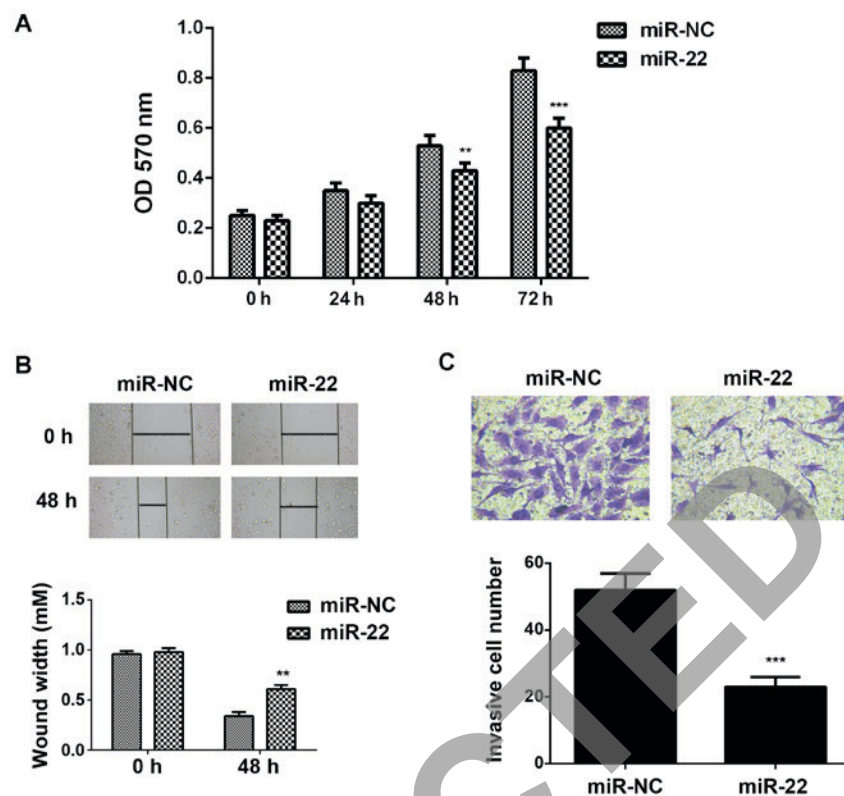 A
miR-NC
miR-22
OD 570 nm
1.0
0.8
0.6
0.4
0.2
0.0
**
***
0 h
24 h
48 h
72 h
B
miR-NC
miR-22
0 h
48 h
Wound width (mM)
1.5
1.0
0.5
0.0
miR-NC
miR-22
**
0 h
48 h
C
miR-NC
miR-22
Invasive cell number
60
40
20
0
***
miR-NC
miR-22
CTED